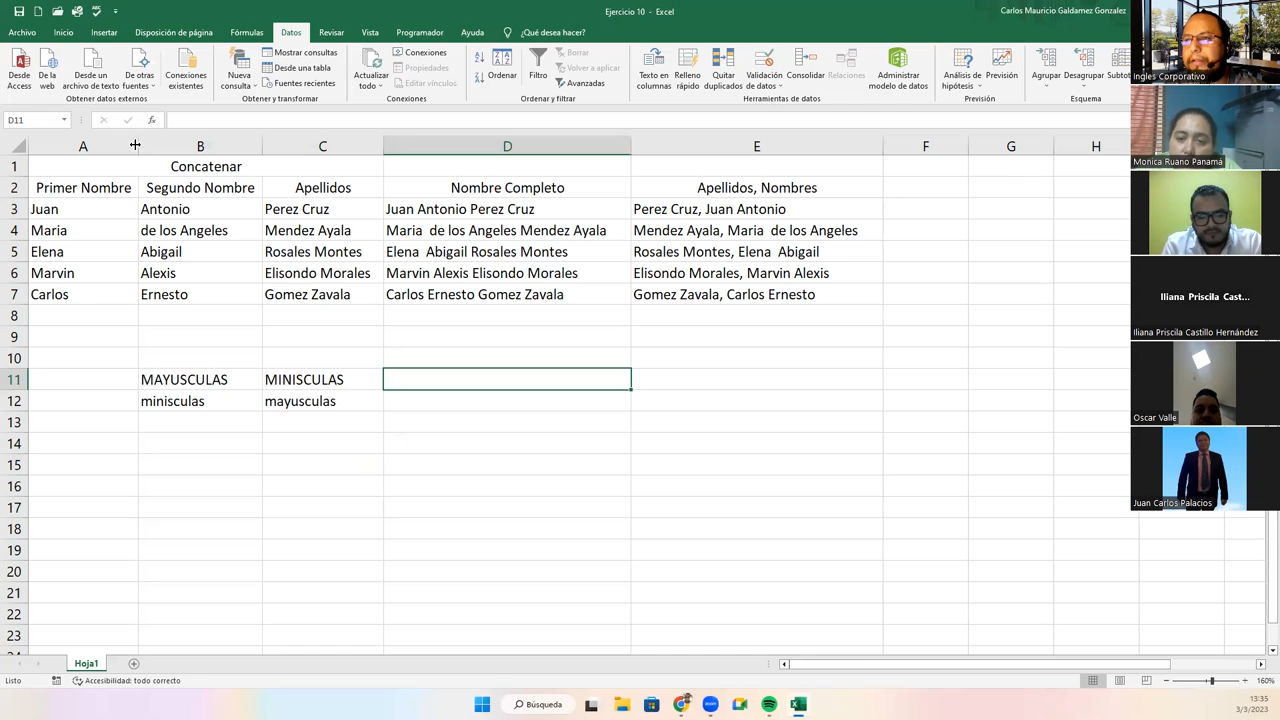 Ejercicio 10 - Excel
Carlos Mauricio Galdamez Gonzalez
Archivo Inicio Insertar Disposición de página Fórmulas Datos Revisar Vista Programador Ayuda ¿Qué desea hacer?
Desde Access
De la web
Desde un archivo de texto
De otras fuentes
Conexiones existentes
Obtener datos externos
Nueva consulta
Mostrar consultas
Desde una tabla
Fuentes recientes
Obtener y transformar
Actualizar todo
Conexiones
Propiedades
Editar vínculos
Conexiones
Ordenar
Filtro
Borrar
Volver a aplicar
Avanzadas
Ordenar y filtrar
Texto en columnas
Relleno rápido
Quitar duplicados
Validación de datos
Consolidar
Relaciones
Administrar modelo de datos
Herramientas de datos
Análisis de hipótesis
Previsión
Previsión
Agrupar
Desagrupar
Esquema
D11
fx
A B C D E F G H
1 Concatenar
2 Primer Nombre Segundo Nombre Apellidos Nombre Completo Apellidos, Nombres
3 Juan Antonio Perez Cruz Juan Antonio Perez Cruz Perez Cruz, Juan Antonio
4 Maria de los Angeles Mendez Ayala Maria de los Angeles Mendez Ayala Mendez Ayala, Maria de los Angeles
5 Elena Abigail Rosales Montes Elena Abigail Rosales Montes Rosales Montes, Elena Abigail
6 Marvin Alexis Elisondo Morales Marvin Alexis Elisondo Morales Elisondo Morales, Marvin Alexis
7 Carlos Ernesto Gomez Zavala Carlos Ernesto Gomez Zavala Gomez Zavala, Carlos Ernesto
8
9
10
11 MAYUSCULAS MINISCULAS
12 minisculas mayusculas
13
14
15
16
17
18
19
20
21
22
23
Hoja1
Listo
Accesibilidad: todo correcto
160%
Búsqueda
13:35
3/3/2023
Ingles Corporativo
Monica Ruano Panamá
Iliana Priscila Cast...
Iliana Priscila Castillo Hernández
Oscar Valle
Juan Carlos Palacios